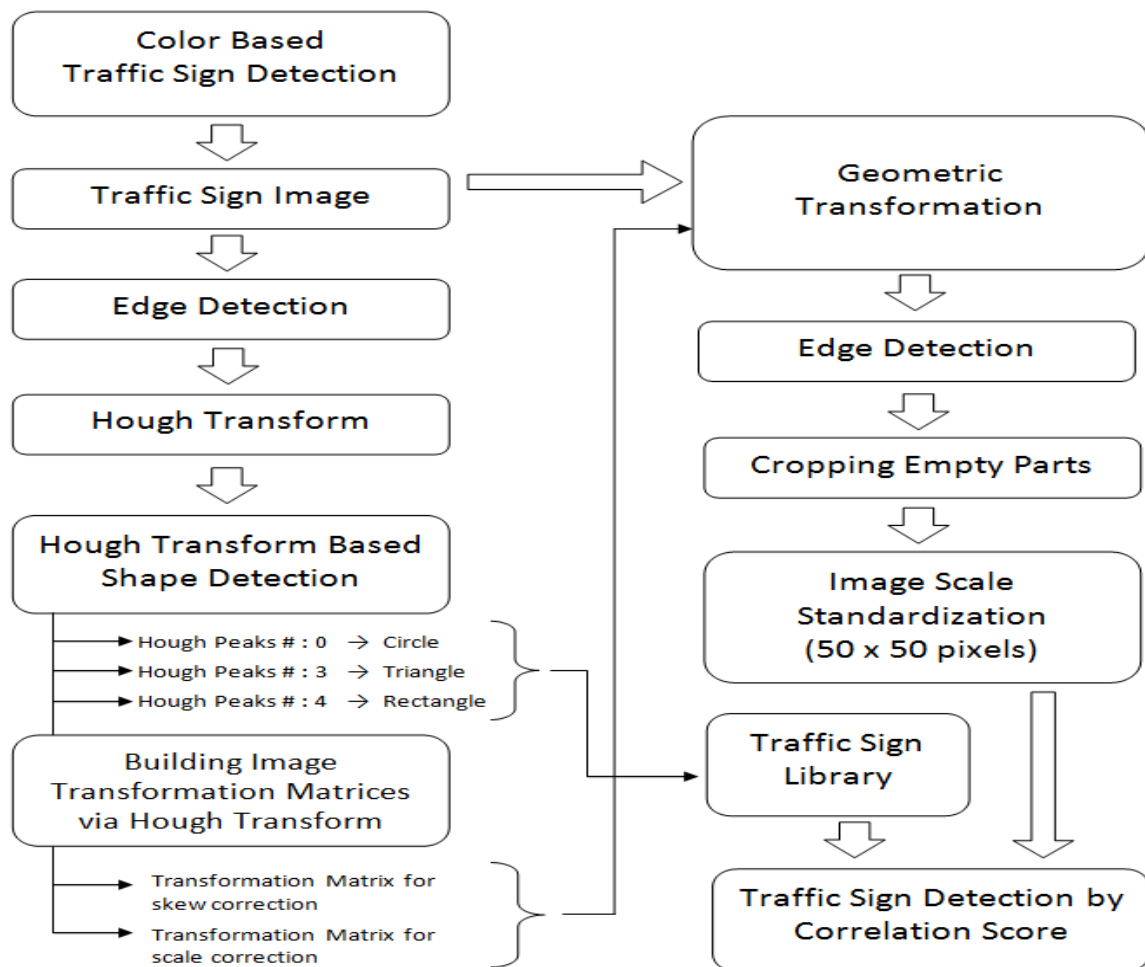 Color Based
Traffic Sign Detection
Traffic Sign Image
Edge Detection
Hough Transform
Hough Transform Based
Shape Detection
Hough Peaks # : 0 → Circle
Hough Peaks # : 3 → Triangle
Hough Peaks # : 4 → Rectangle
Building Image
Transformation Matrices
via Hough Transform
Transformation Matrix for
skew correction
Transformation Matrix for
scale correction
Geometric
Transformation
Edge Detection
Cropping Empty Parts
Image Scale
Standardization
(50 x 50 pixels)
Traffic Sign
Library
Traffic Sign Detection by
Correlation Score